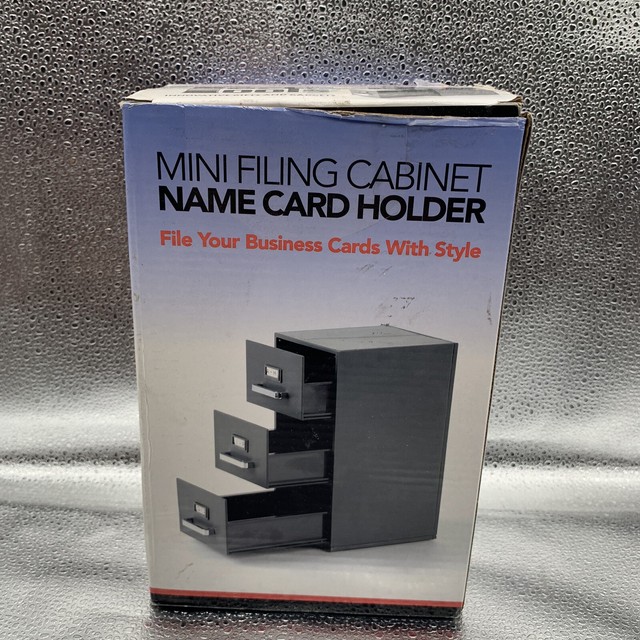 MINI FILING CABINET
NAME CARD HOLDER
File Your Business Cards With Style